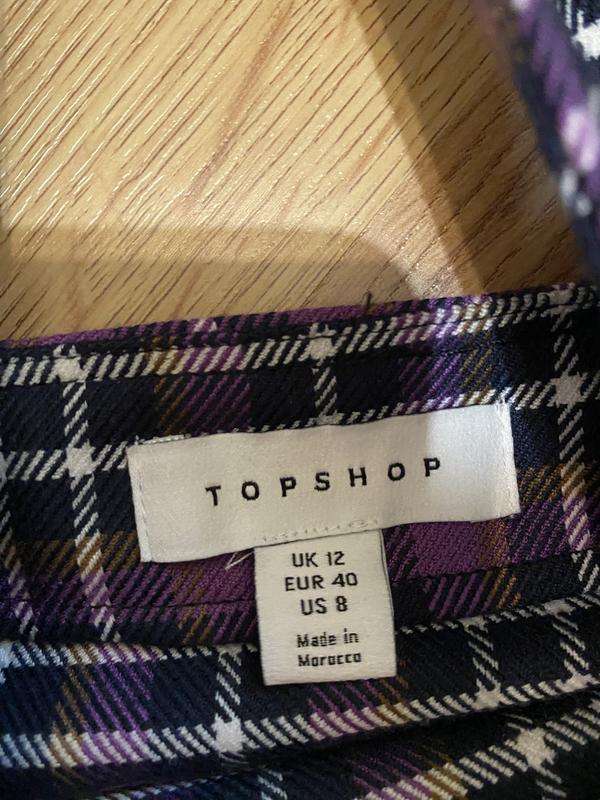 TOPSHOP
UK 12
EUR 40
US 8
Made in
Morocco